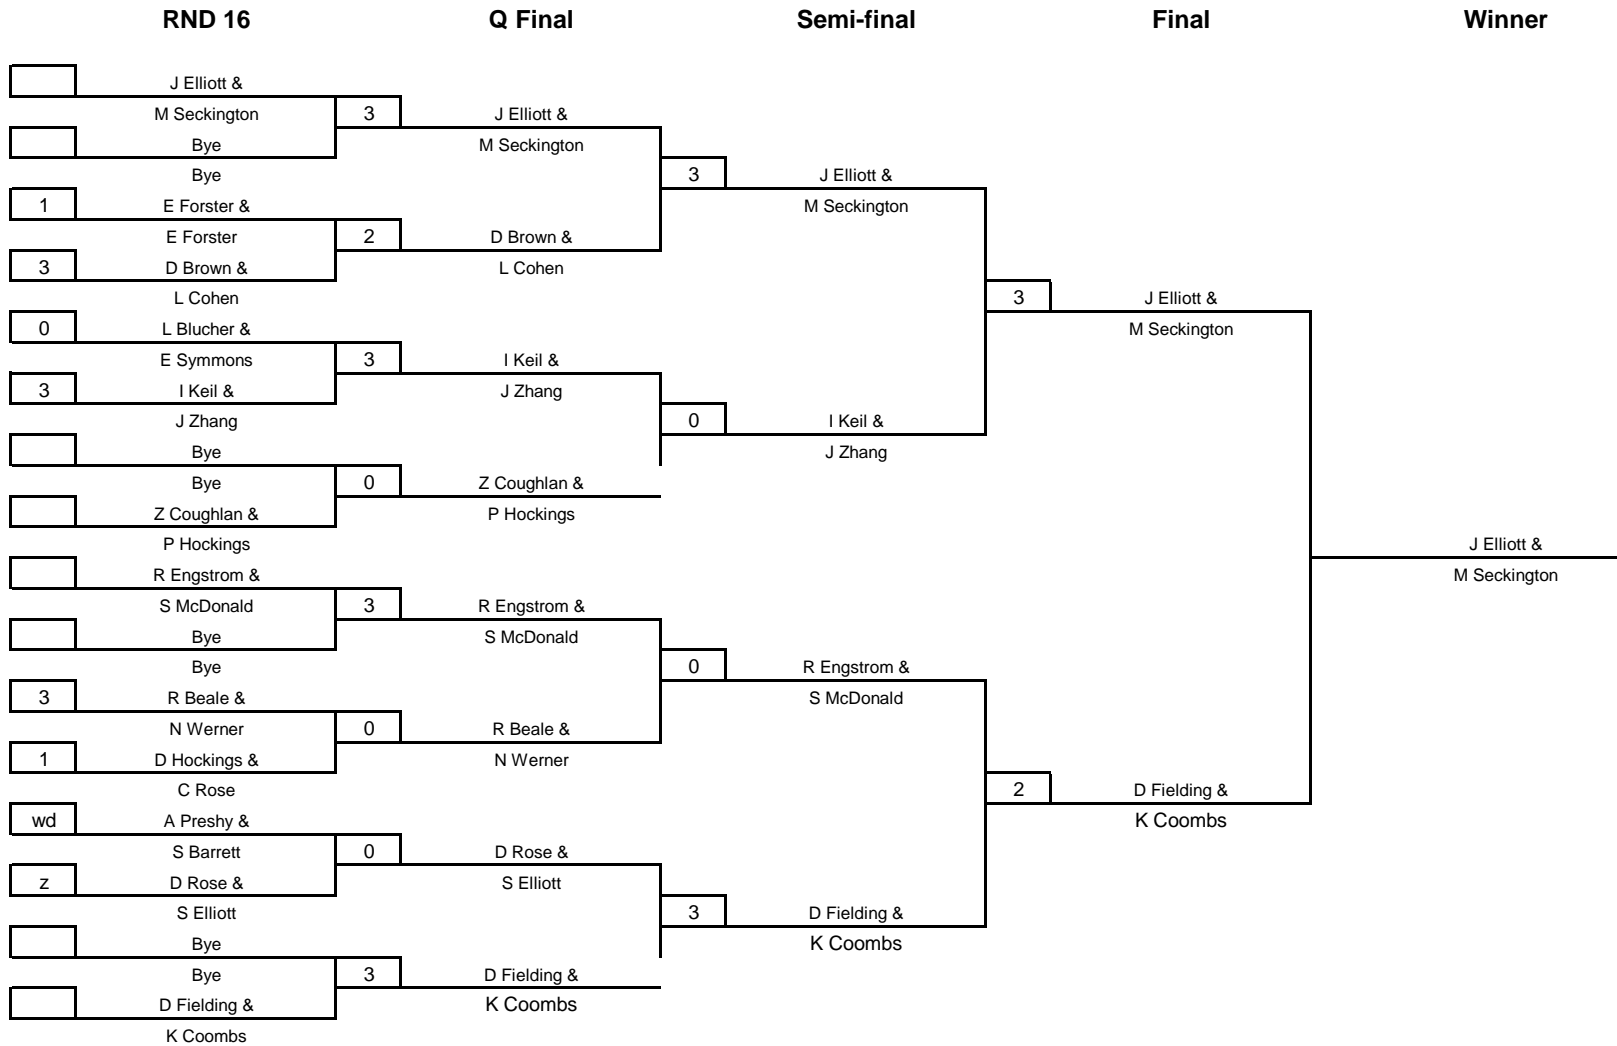 RND 16 Q Final Semi-final Final Winner
J Elliott &
M Seckington 3 J Elliott &
Bye M Seckington
Bye 3 J Elliott &
1 E Forster & M Seckington
E Forster 2 D Brown &
3 D Brown & L Cohen
L Cohen 3 J Elliott &
0 L Blucher & M Seckington
E Symmons 3 I Keil &
3 I Keil & J Zhang
J Zhang 0 I Keil &
Bye J Zhang
Bye 0 Z Coughlan &
Z Coughlan & P Hockings
P Hockings J Elliott &
R Engstrom & M Seckington
S McDonald 3 R Engstrom &
Bye S McDonald
Bye 0 R Engstrom &
3 R Beale & S McDonald
N Werner 0 R Beale &
1 D Hockings & N Werner
C Rose 2 D Fielding &
wd A Preshy & K Coombs
S Barrett 0 D Rose &
z D Rose & S Elliott
S Elliott 3 D Fielding &
Bye K Coombs
Bye 3 D Fielding &
D Fielding & K Coombs
K Coombs